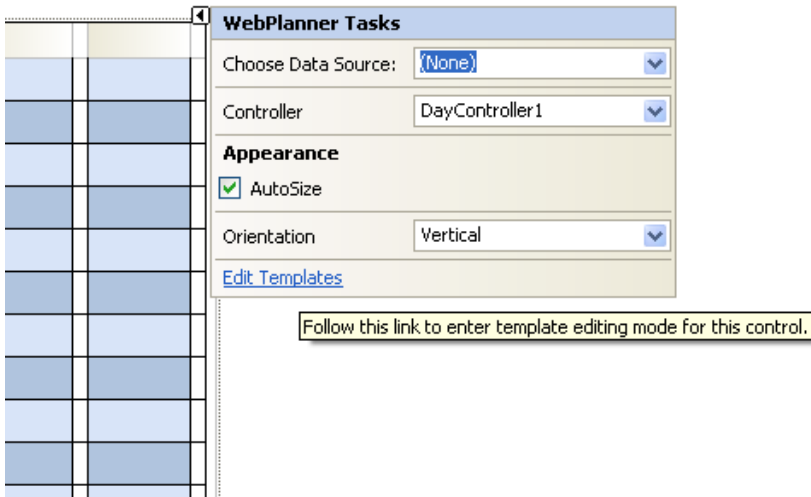 WebPlanner Tasks
Choose Data Source: (None)
Controller DayController1
Appearance
AutoSize
Orientation Vertical
Edit Templates
Follow this link to enter template editing mode for this control.